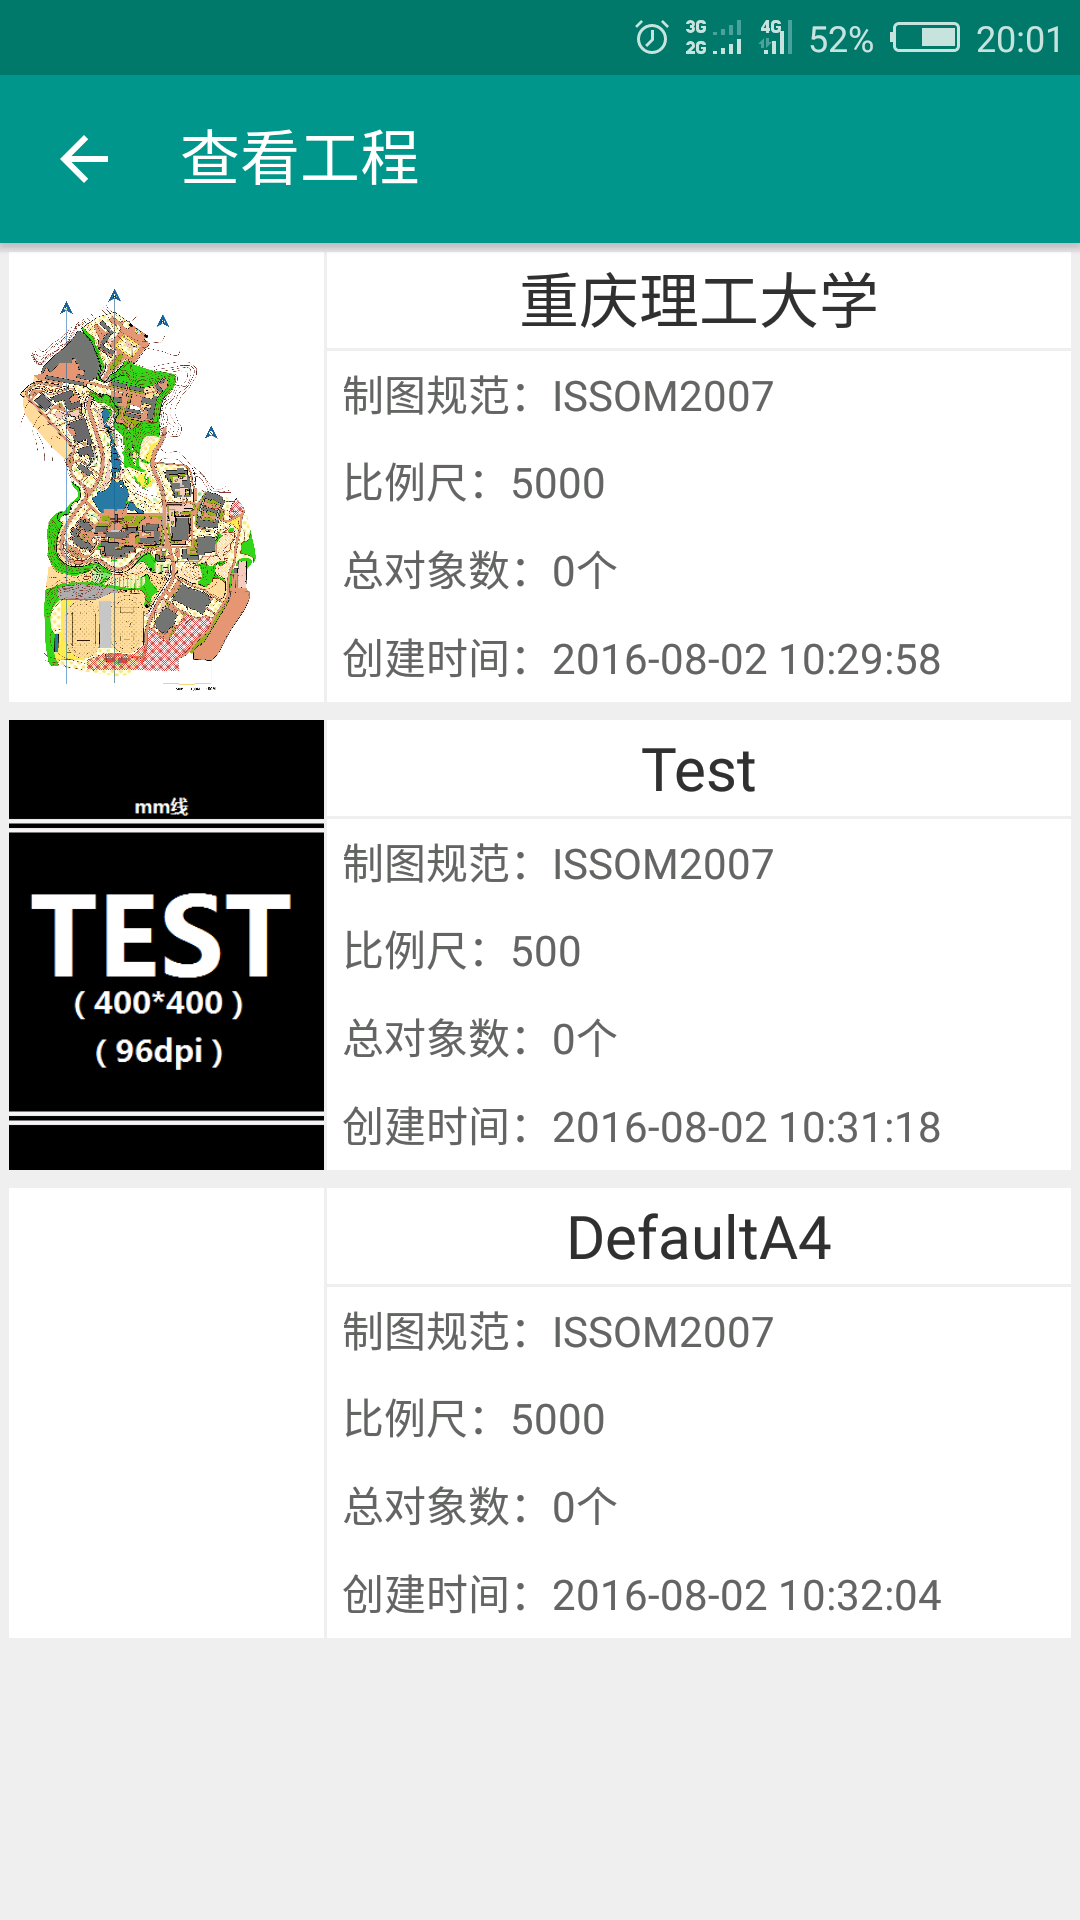 3G
2G
4G
52%
20:01
查看工程
重庆理工大学
制图规范：ISSOM2007
比例尺：5000
总对象数：0个
创建时间：2016-08-02 10:29:58
mm线
TEST
（400*400）
（96dpi）
Test
制图规范：ISSOM2007
比例尺：500
总对象数：0个
创建时间：2016-08-02 10:31:18
DefaultA4
制图规范：ISSOM2007
比例尺：5000
总对象数：0个
创建时间：2016-08-02 10:32:04